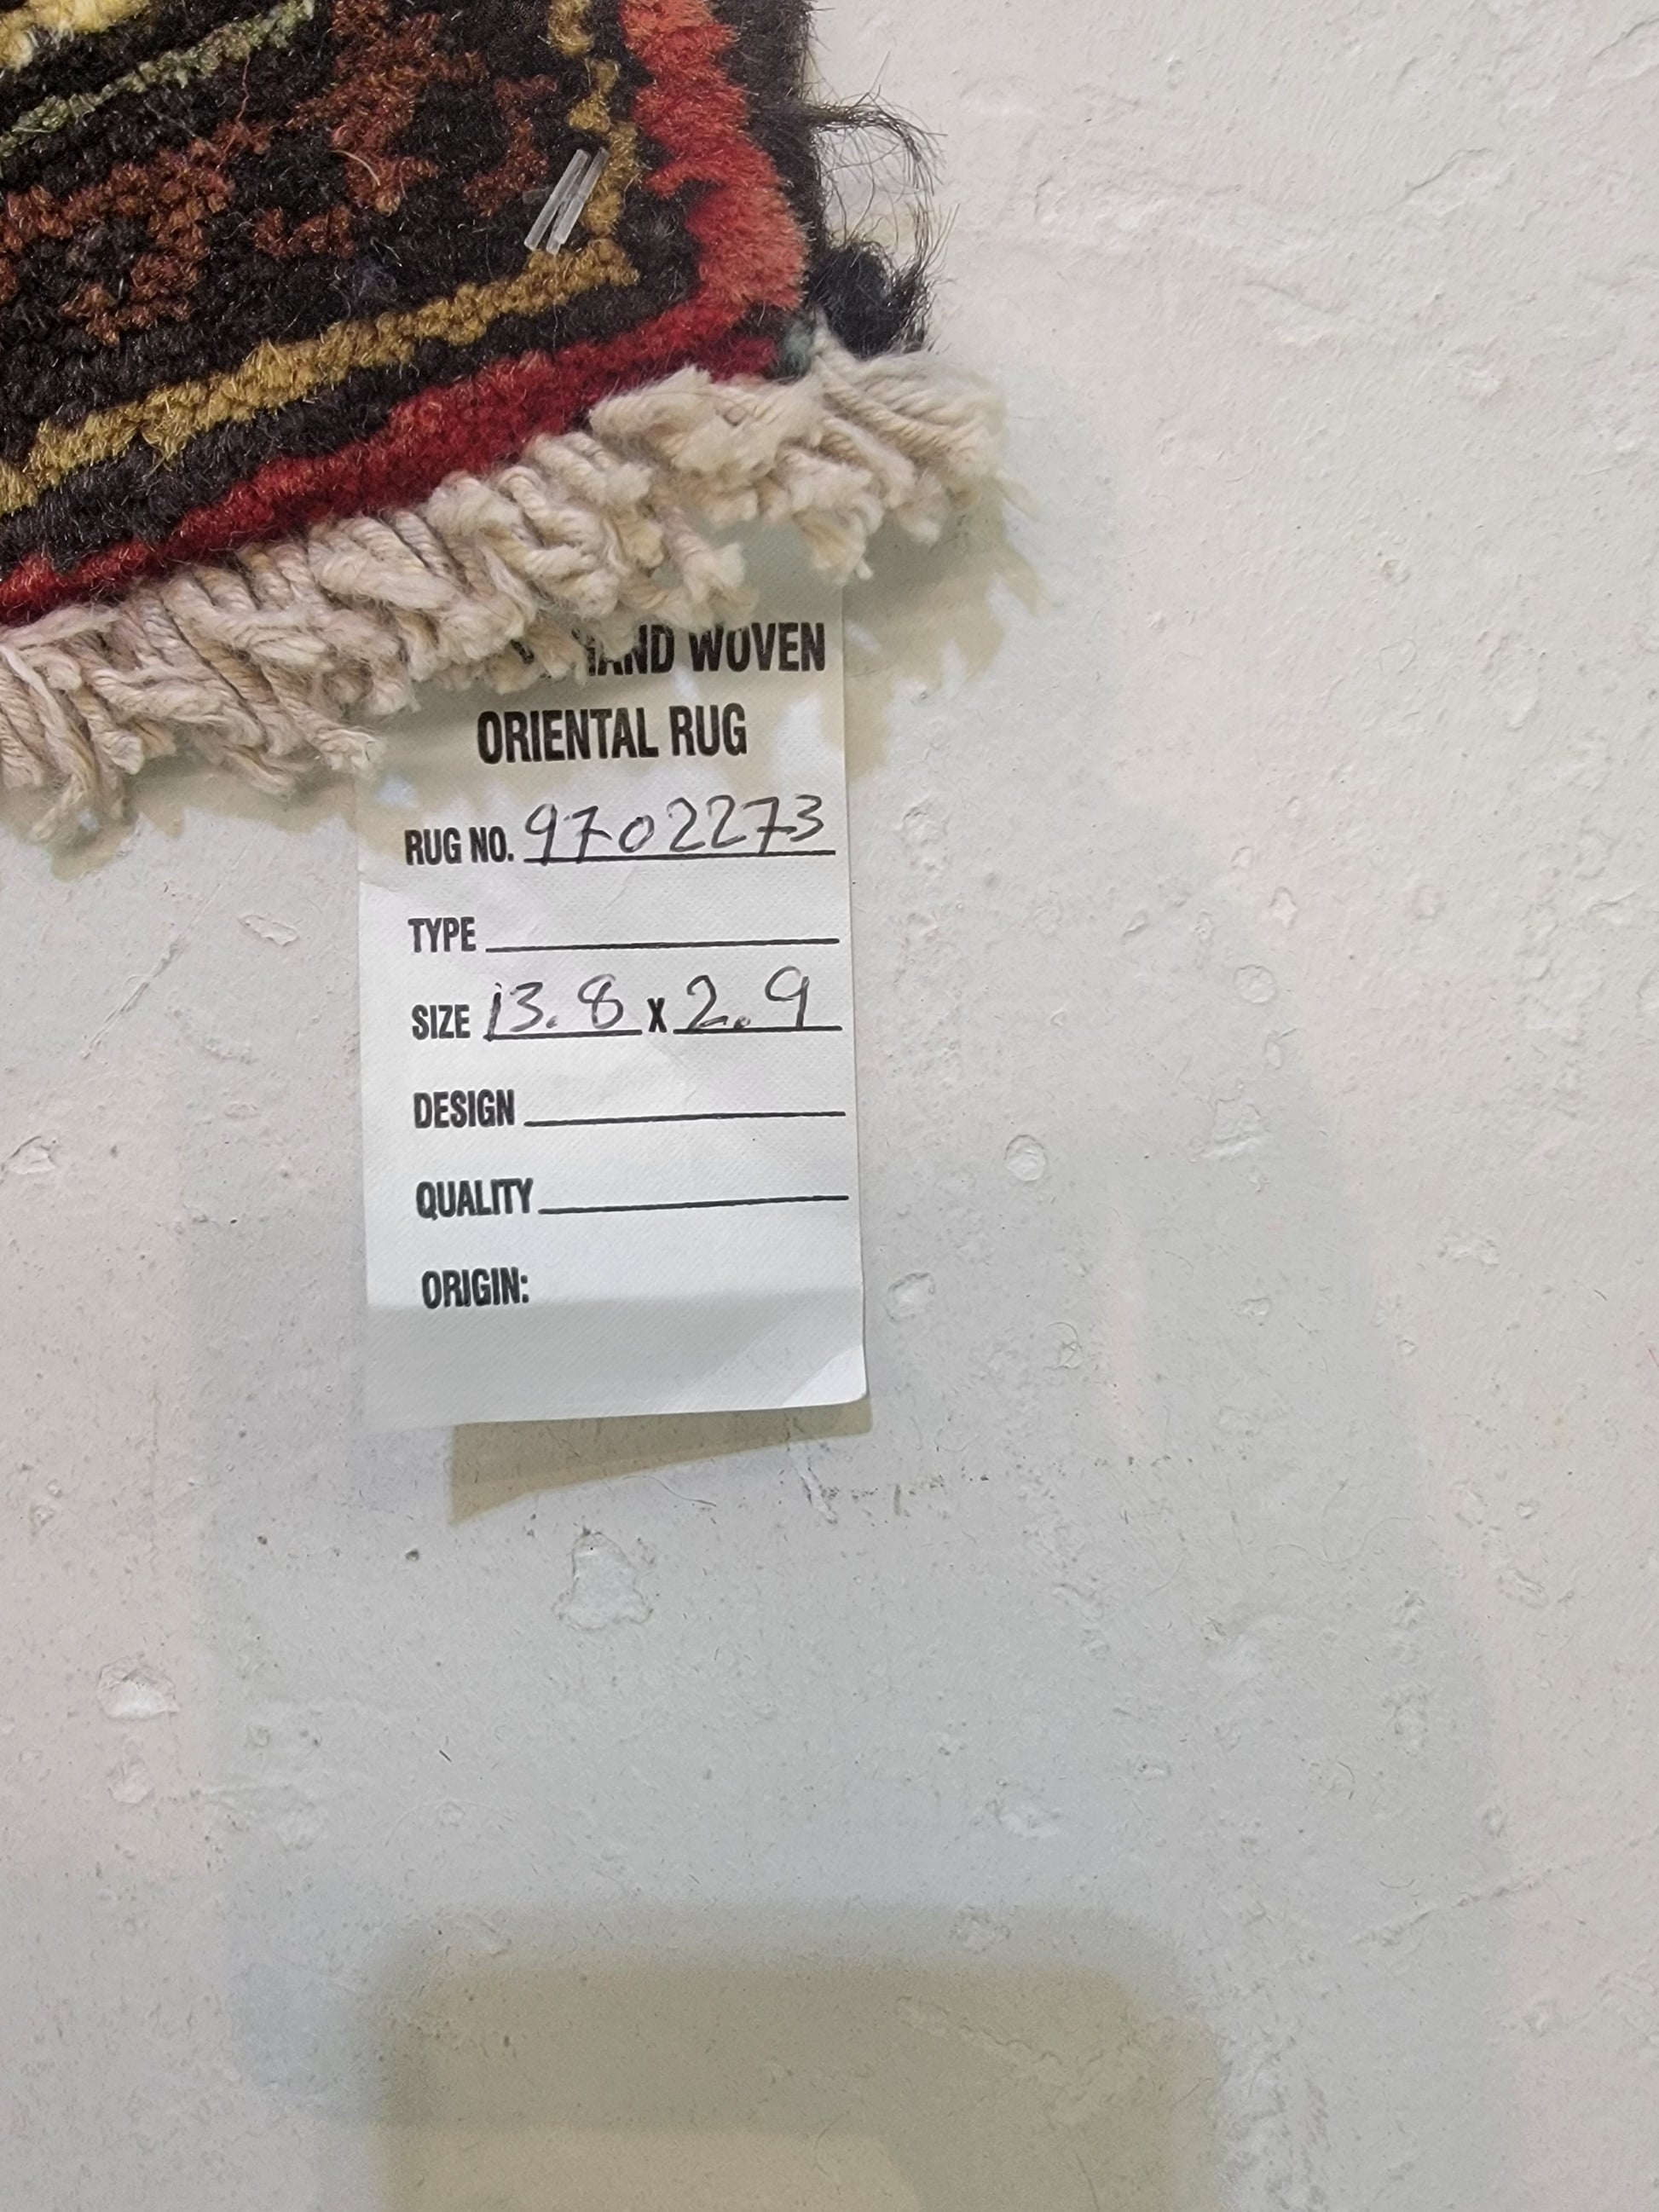 HAND WOVEN
ORIENTAL RUG
RUG NO. 9702273
TYPE
SIZE 13.8 x 2.9
DESIGN
QUALITY
ORIGIN: